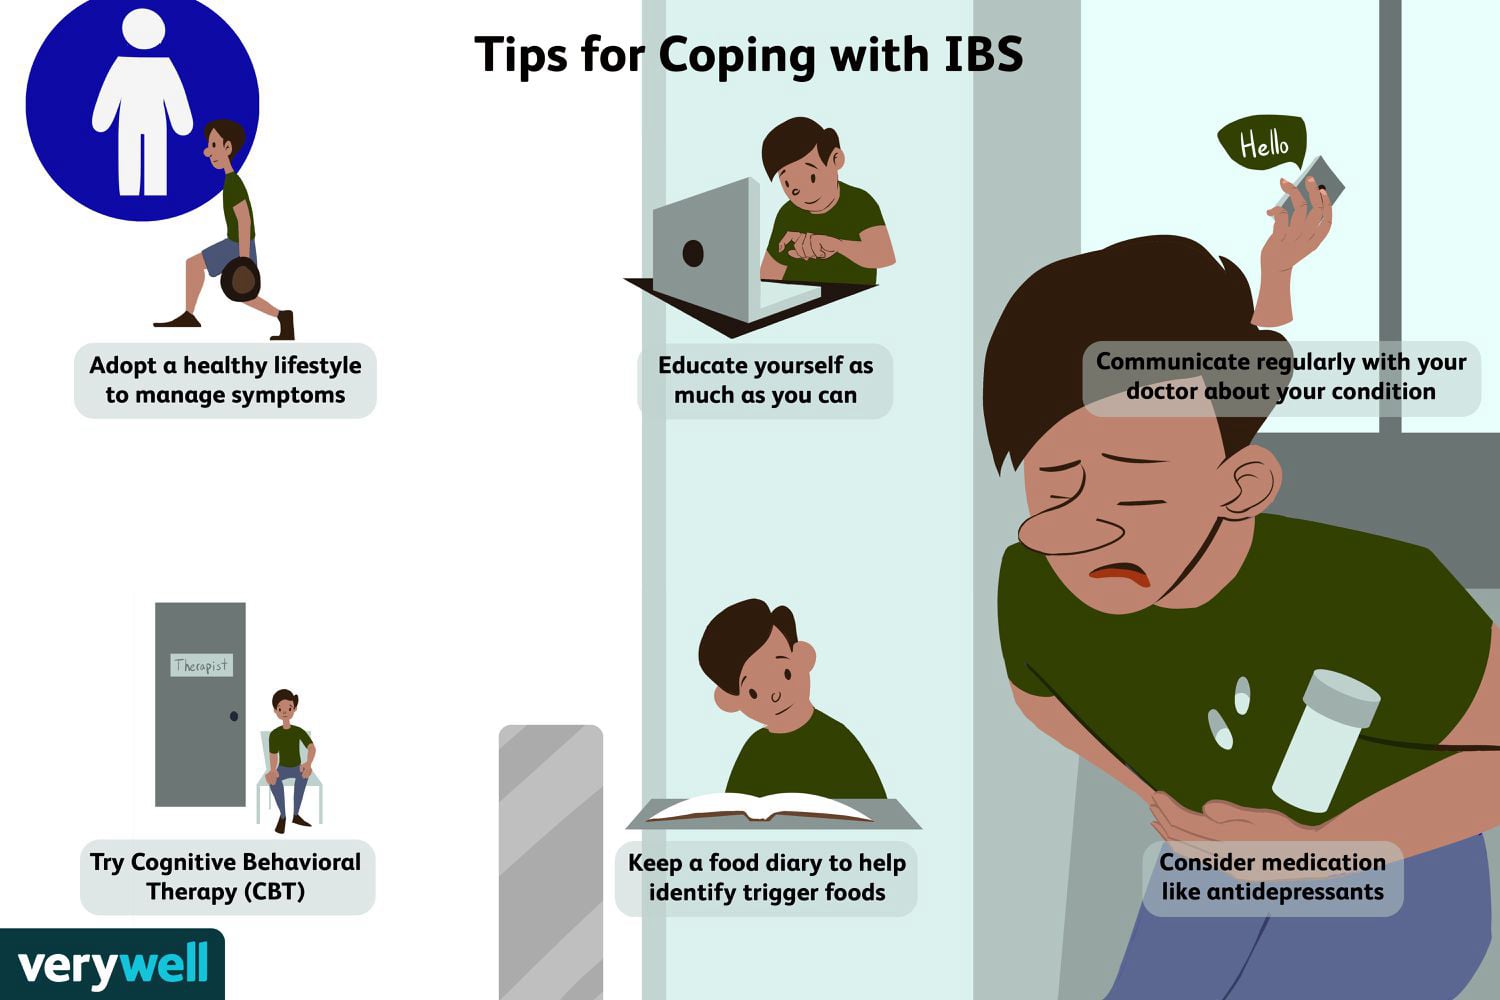 Tips for Coping with IBS
Hello
Adopt a healthy lifestyle
to manage symptoms
Educate yourself as
much as you can
Communicate regularly with your
doctor about your condition
Therapist
Try Cognitive Behavioral
Therapy (CBT)
Keep a food diary to help
identify trigger foods
Consider medication
like antidepressants
verywell